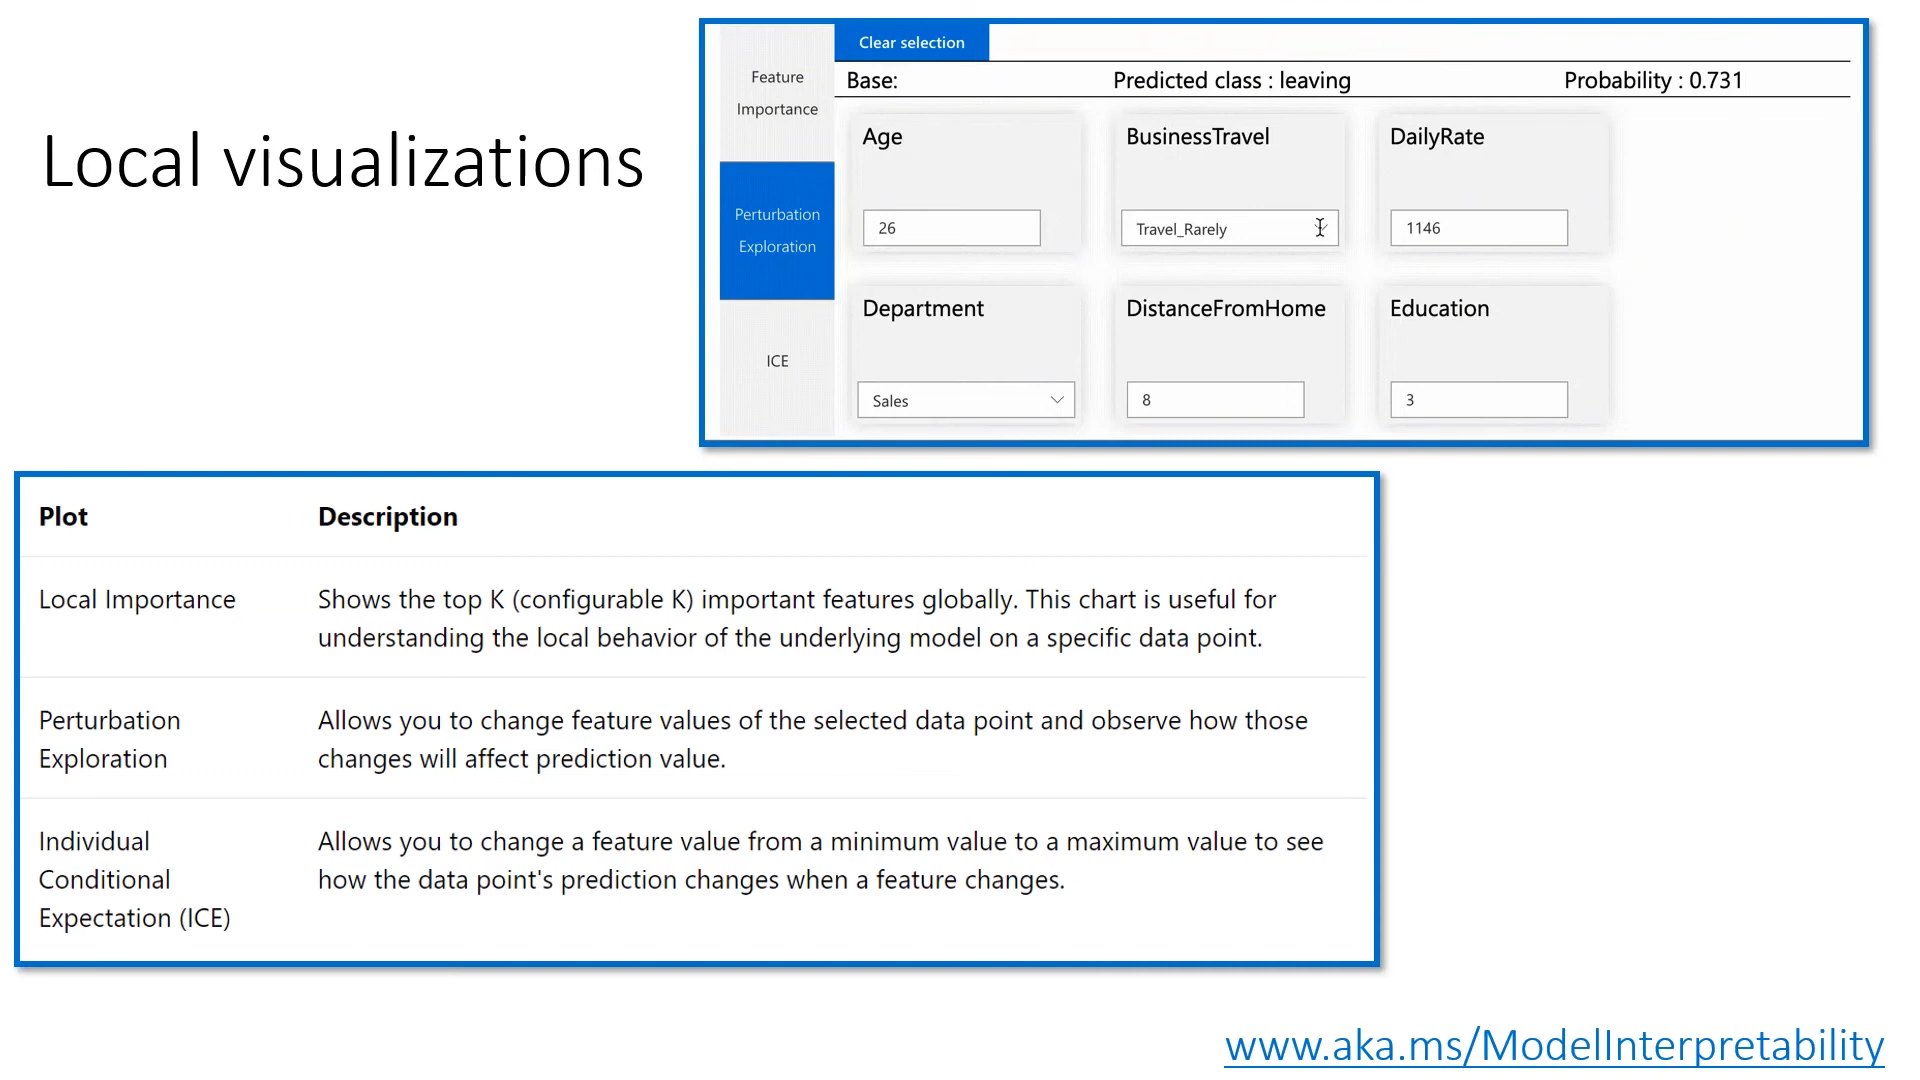 Local visualizations
Clear selection
Feature
Importance
Perturbation
Exploration
ICE
Base:
Predicted class : leaving
Probability : 0.731
Age
BusinessTravel
DailyRate
26
Travel_Rarely
1146
Department
DistanceFromHome
Education
Sales
8
3
Plot
Description
Local Importance
Shows the top K (configurable K) important features globally. This chart is useful for
understanding the local behavior of the underlying model on a specific data point.
Perturbation
Exploration
Allows you to change feature values of the selected data point and observe how those
changes will affect prediction value.
Individual
Conditional
Expectation (ICE)
Allows you to change a feature value from a minimum value to a maximum value to see
how the data point's prediction changes when a feature changes.
www.aka.ms/ModelInterpretability